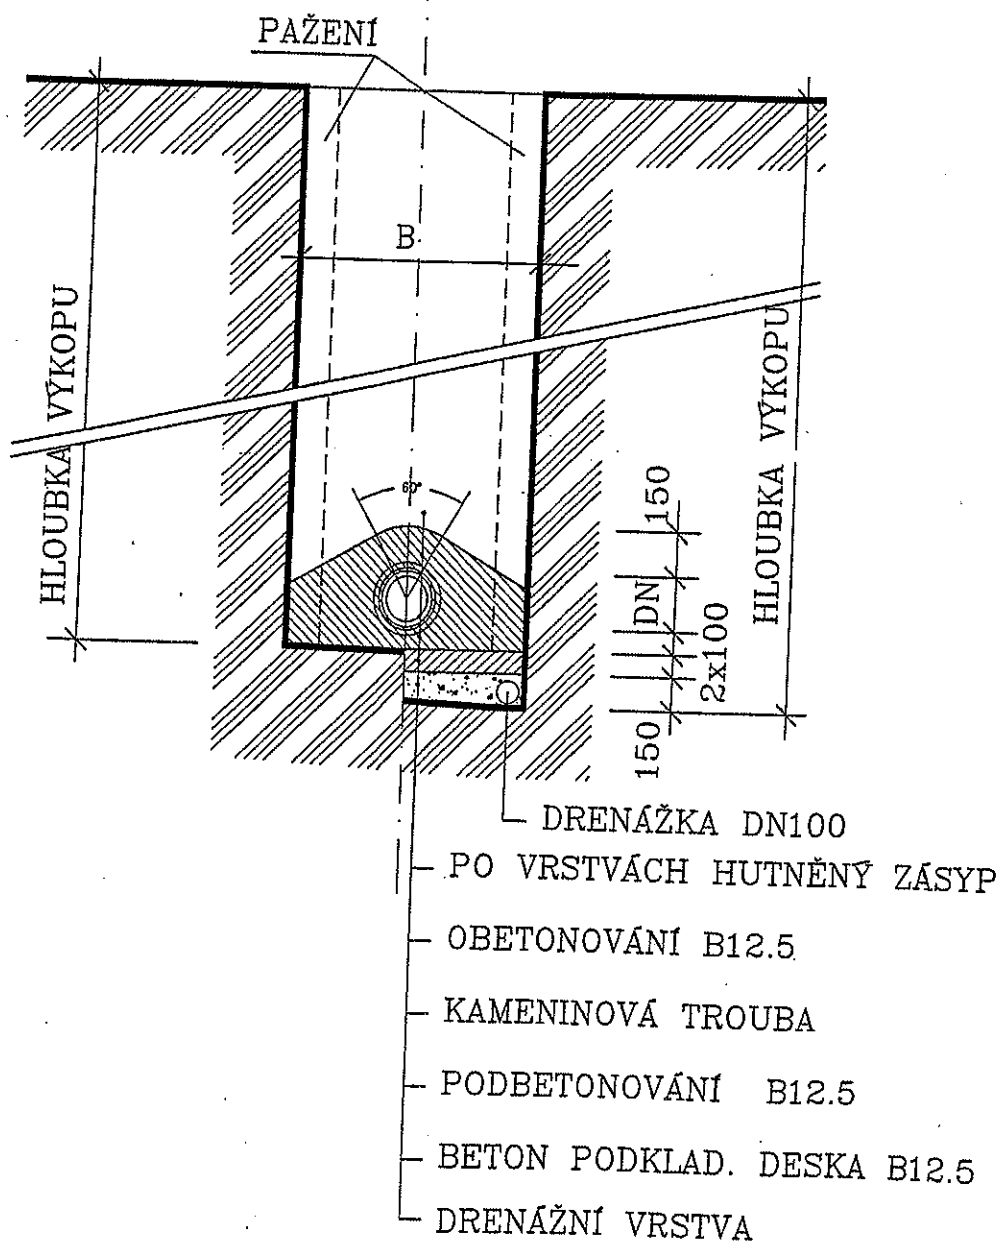 PAŽENÍ
B
HLOUBKA VÝKOPU
HLOUBKA VÝKOPU
60°
150
DN
2x100
150
DRENÁŽKA DN100
PO VRSTVÁCH HUTNĚNÝ ZÁSYP
OBETONOVÁNÍ B12.5
KAMENINOVÁ TROUBA
PODBETONOVÁNÍ B12.5
BETON PODKLAD. DESKA B12.5
DRENÁŽNÍ VRSTVA